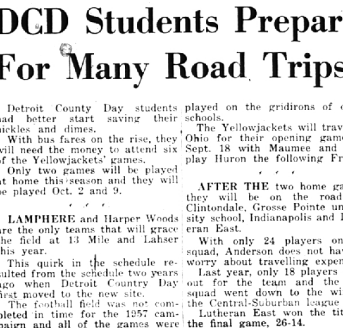 DCD Students Prepar
For Many Road Trips
Detroit County Day students
had better start saving their
nickles and dimes.
With bus fares on the rise, they
will need the money to attend six
of the Yellowjackets' games.
Only two games will be played
at home this season and they will
be played Oct. 2 and 9.
LAMPHERE and Harper Woods
are the only teams that will grace
the field at 13 Mile and Lahser
this year.
This quirk in the schedule re-
sulted from the schedule two years
ago when Detroit Country Day
first moved to the new site.
The football field was not com-
pleted in time for the 1957 cam-
paign and all of the games were
played on the gridirons of
schools.
The Yellowjackets will trav
Ohio for their opening gam
Sept. 18 with Maumee and
play Huron the following Fr
AFTER THE two home ga
they will be on the road
Clintondale, Grosse Pointe un
sity school, Indianapolis and
eran East.
With only 24 players on
squad, Anderson does not hav
worry about travelling expen
Last year, only 18 players
out for the team and the
squad went down to the wi
the Central-Suburban league
Lutheran East won the tit
the final game, 26-14.